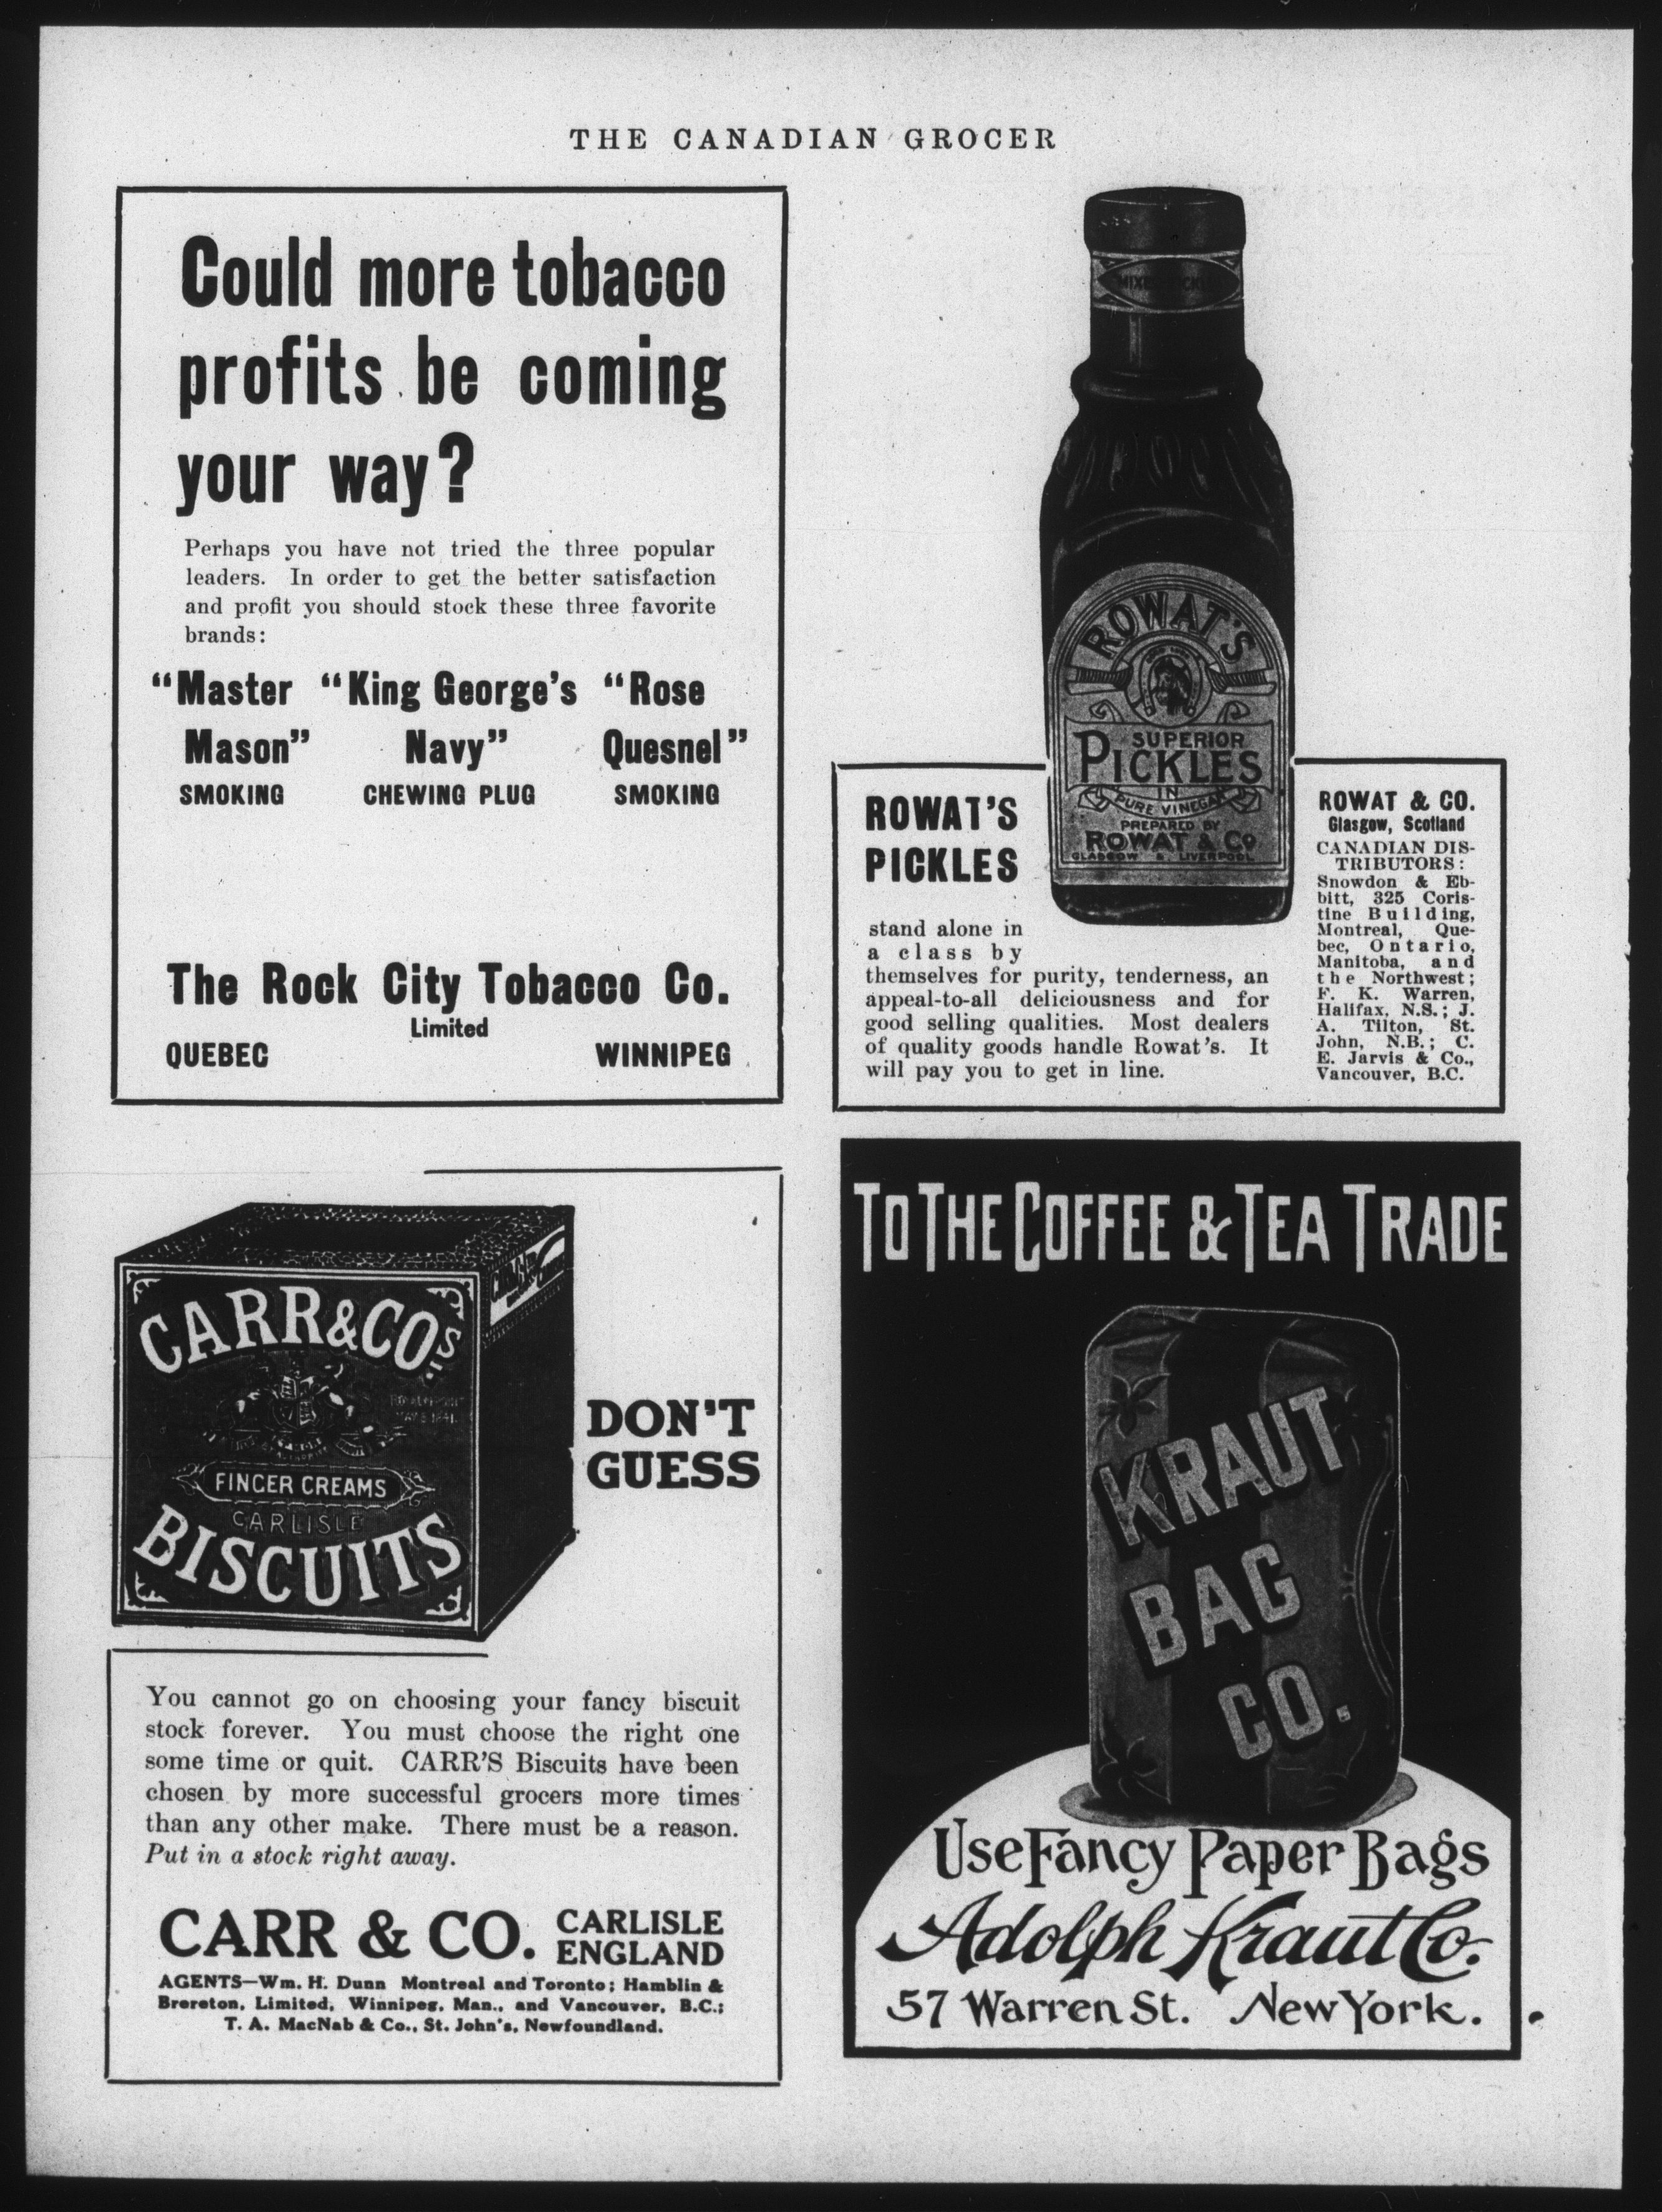 THE CANADIAN GROCER
Could more tobacco
profits be coming
your way?
Perhaps you have not tried the three popular
leaders. In order to get the better satisfaction
and profit you should stock these three favorite
brands:
"Master "King George's "Rose
Mason" Navy" Quesnel"
SMOKING CHEWING PLUG SMOKING
The Rock City Tobacco Co.
Limited
QUEBEC WINNIPEG
ROWAT'S
SUPERIOR
PICKLES
IN
PURE VINEGAR
PREPARED BY
ROWAT & Co
GLASGOW & LIVERPOOL
ROWAT'S
PICKLES
stand alone in
a class by
themselves for purity, tenderness, an
appeal-to-all deliciousness and for
good selling qualities. Most dealers
of quality goods handle Rowat's. It
will pay you to get in line.
ROWAT & CO.
Glasgow, Scotland
CANADIAN DIS-
TRIBUTORS:
Snowdon & Eb-
bitt, 325 Coris-
tine Building,
Montreal, Que-
bec, Ontario,
Manitoba, and
the Northwest;
F. K. Warren,
Halifax, N.S.; J.
A. Tilton, St.
John, N.B.; C.
E. Jarvis & Co.,
Vancouver, B.C.
CARR & CO'S.
FINGER CREAMS
CARLISLE
BISCUITS
DON'T
GUESS
You cannot go on choosing your fancy biscuit
stock forever. You must choose the right one
some time or quit. CARR'S Biscuits have been
chosen by more successful grocers more times
than any other make. There must be a reason.
Put in a stock right away.
CARR & CO. CARLISLE
ENGLAND
AGENTS—Wm. H. Dunn Montreal and Toronto; Hamblin &
Brereton, Limited, Winnipeg, Man., and Vancouver, B.C.;
T. A. MacNab & Co., St. John's, Newfoundland.
TO THE COFFEE & TEA TRADE
KRAUT
BAG
CO.
Use Fancy Paper Bags
Adolph Kraut Co.
57 Warren St. New York.